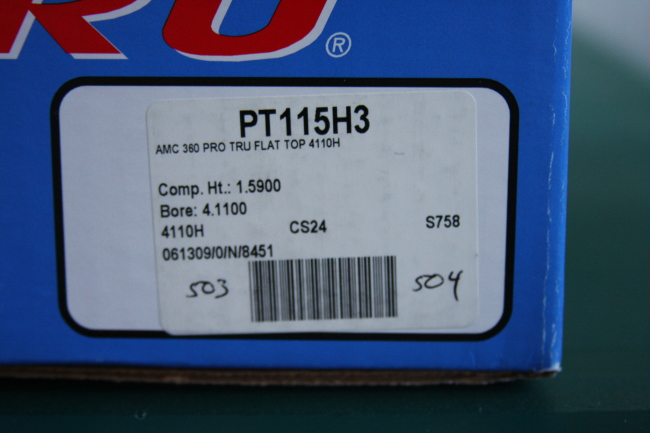 RU®
PT115H3
AMC 360 PRO TRU FLAT TOP 4110H
Comp. Ht.: 1.5900
Bore: 4.1100
4110H CS24 S758
061309/0/N/8451
503 504